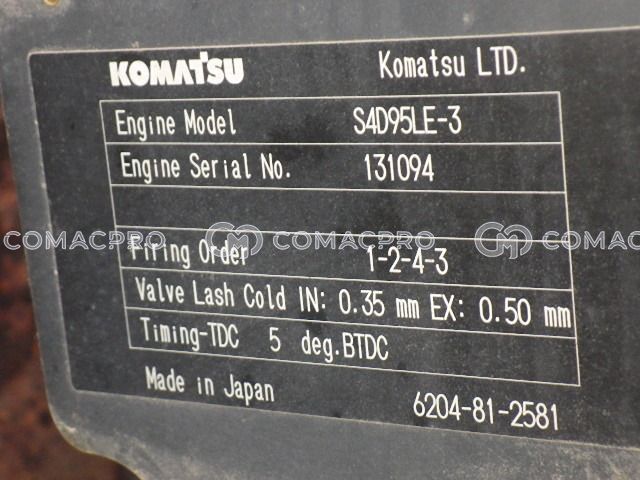 KOMATSU Komatsu LTD.
Engine Model S4D95LE-3
Engine Serial No. 131094
COMACPRO COMACPRO COMACPRO
Firing Order 1-2-4-3
Valve Lash Cold IN: 0.35 mm EX: 0.50 mm
Timing-TDC 5 deg.BTDC
Made in Japan 6204-81-2581